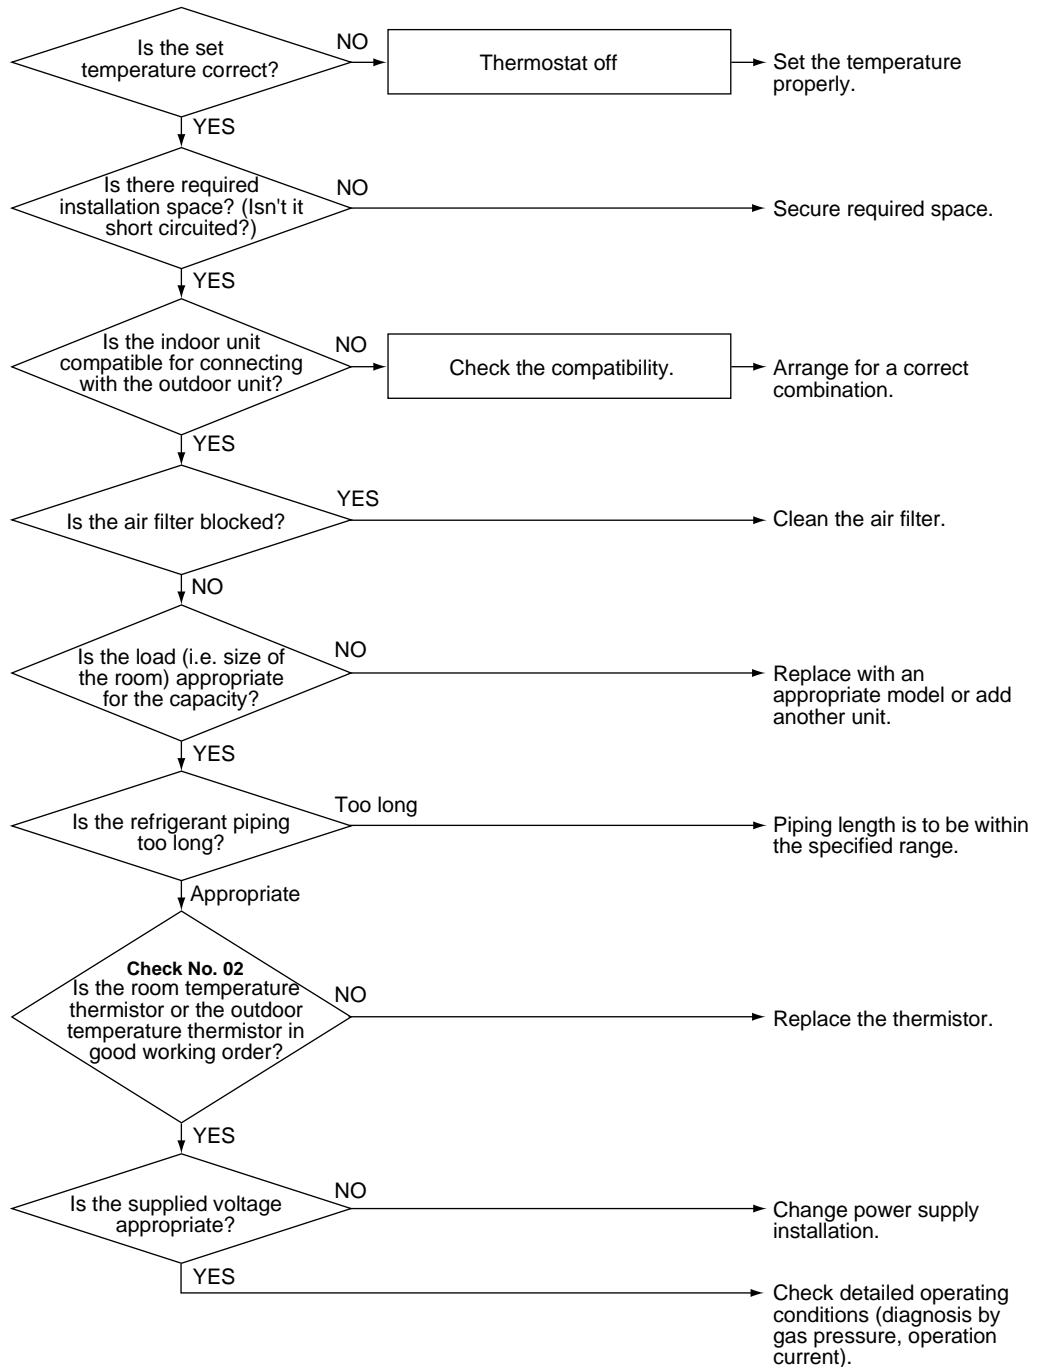 Is the set
temperature correct?
NO
Thermostat off
Set the temperature
properly.
YES
Is there required
installation space? (Isn't it
short circuited?)
NO
Secure required space.
YES
Is the indoor unit
compatible for connecting
with the outdoor unit?
NO
Check the compatibility.
Arrange for a correct
combination.
YES
Is the air filter blocked?
YES
Clean the air filter.
NO
Is the load (i.e. size of
the room) appropriate
for the capacity?
NO
Replace with an
appropriate model or add
another unit.
YES
Is the refrigerant piping
too long?
Too long
Piping length is to be within
the specified range.
Appropriate
Check No. 02
Is the room temperature
thermistor or the outdoor
temperature thermistor in
good working order?
NO
Replace the thermistor.
YES
Is the supplied voltage
appropriate?
NO
Change power supply
installation.
YES
Check detailed operating
conditions (diagnosis by
gas pressure, operation
current).